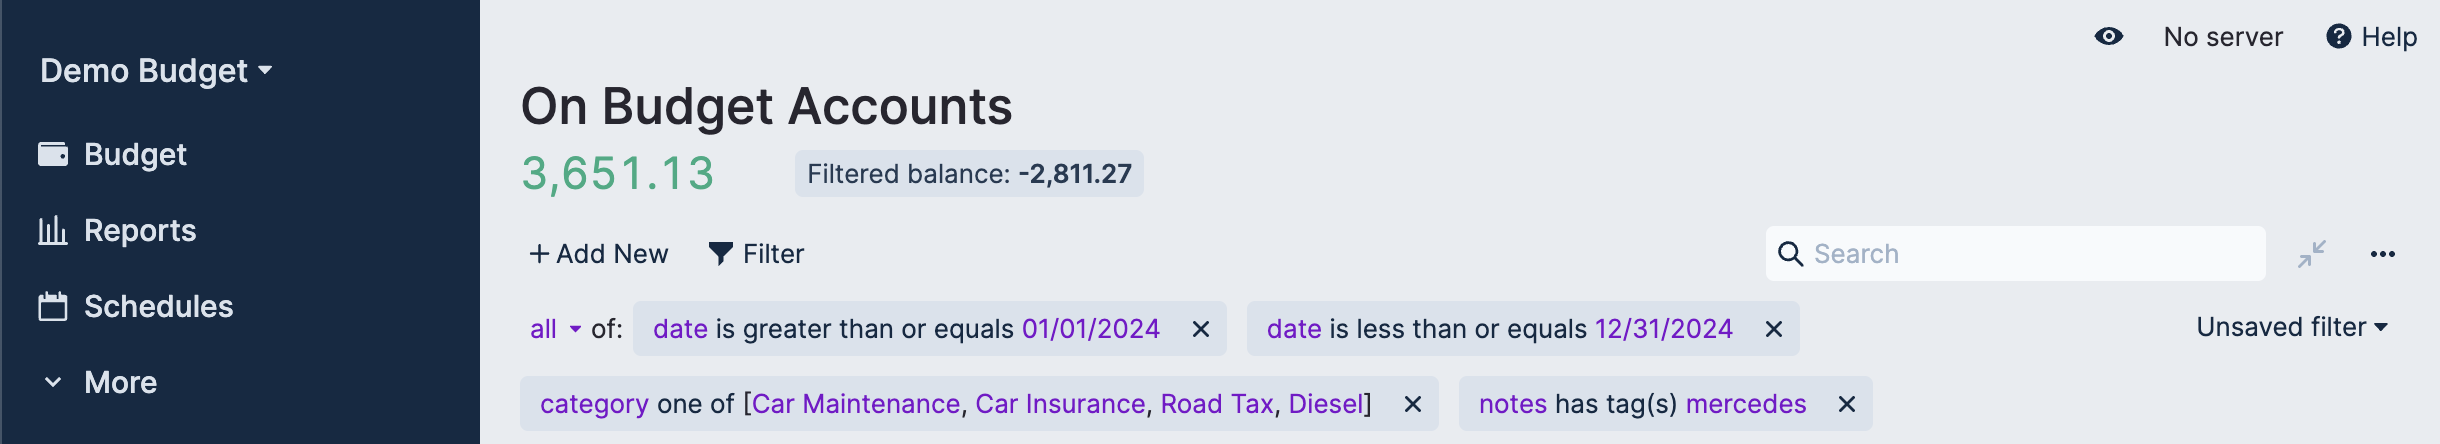 Demo Budget
Budget
Reports
Schedules
More
No server
Help
On Budget Accounts
3,651.13
Filtered balance: -2,811.27
+ Add New
Filter
Search
all of: date is greater than or equals 01/01/2024 date is less than or equals 12/31/2024
Unsaved filter
category one of [Car Maintenance, Car Insurance, Road Tax, Diesel] notes has tag(s) mercedes